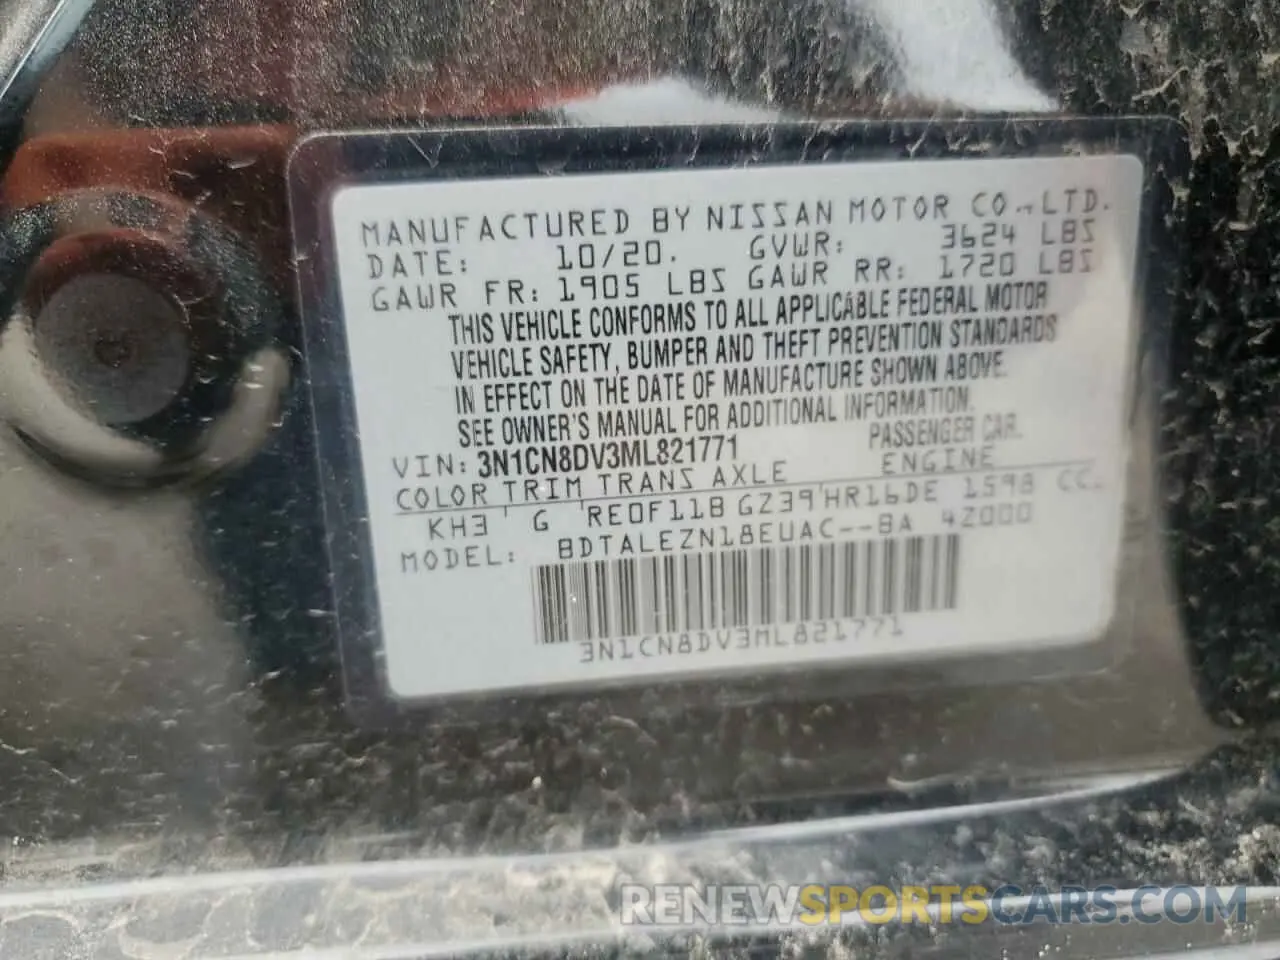 MANUFACTURED BY NISSAN MOTOR CO., LTD.
DATE: 10/20. GVWR: 3624 LBS
GAWR FR: 1905 LBS GAWR RR: 1720 LBS
THIS VEHICLE CONFORMS TO ALL APPLICABLE FEDERAL MOTOR
VEHICLE SAFETY, BUMPER AND THEFT PREVENTION STANDARDS
IN EFFECT ON THE DATE OF MANUFACTURE SHOWN ABOVE.
SEE OWNER'S MANUAL FOR ADDITIONAL INFORMATION.
VIN: 3N1CN8DV3ML821771 PASSENGER CAR.
COLOR TRIM TRANS AXLE ENGINE
KH3 ' G 'RE0F11B GZ39'HR16DE 1598 CC.
MODEL: BDTALEZN18EUAC--BA 42000
3N1CN8DV3ML821771
RENEWSPORTSCARS.COM